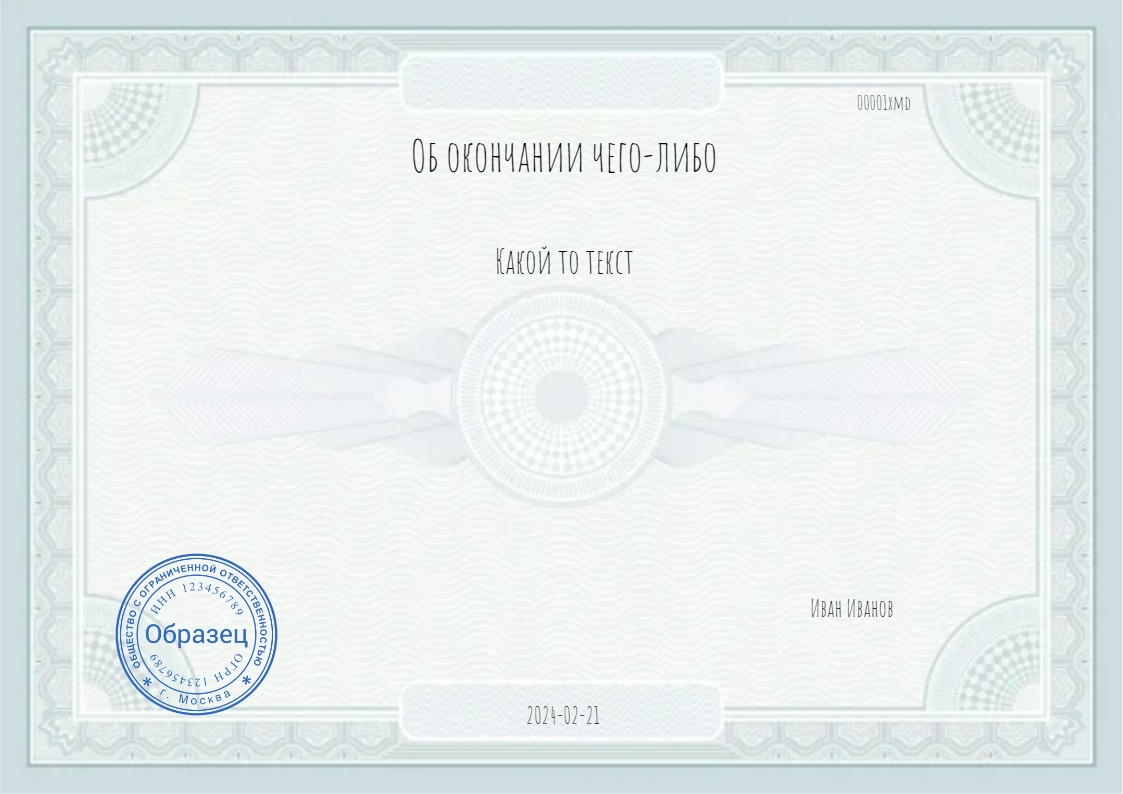 00001xmd
Об окончании чего-либо
Какой то текст
Иван Иванов
ОБЩЕСТВО С ОГРАНИЧЕННОЙ ОТВЕТСТВЕННОСТЬЮ
ИНН 123456789
Образец
ОГРН 123456789
* г. Москва *
2024-02-21